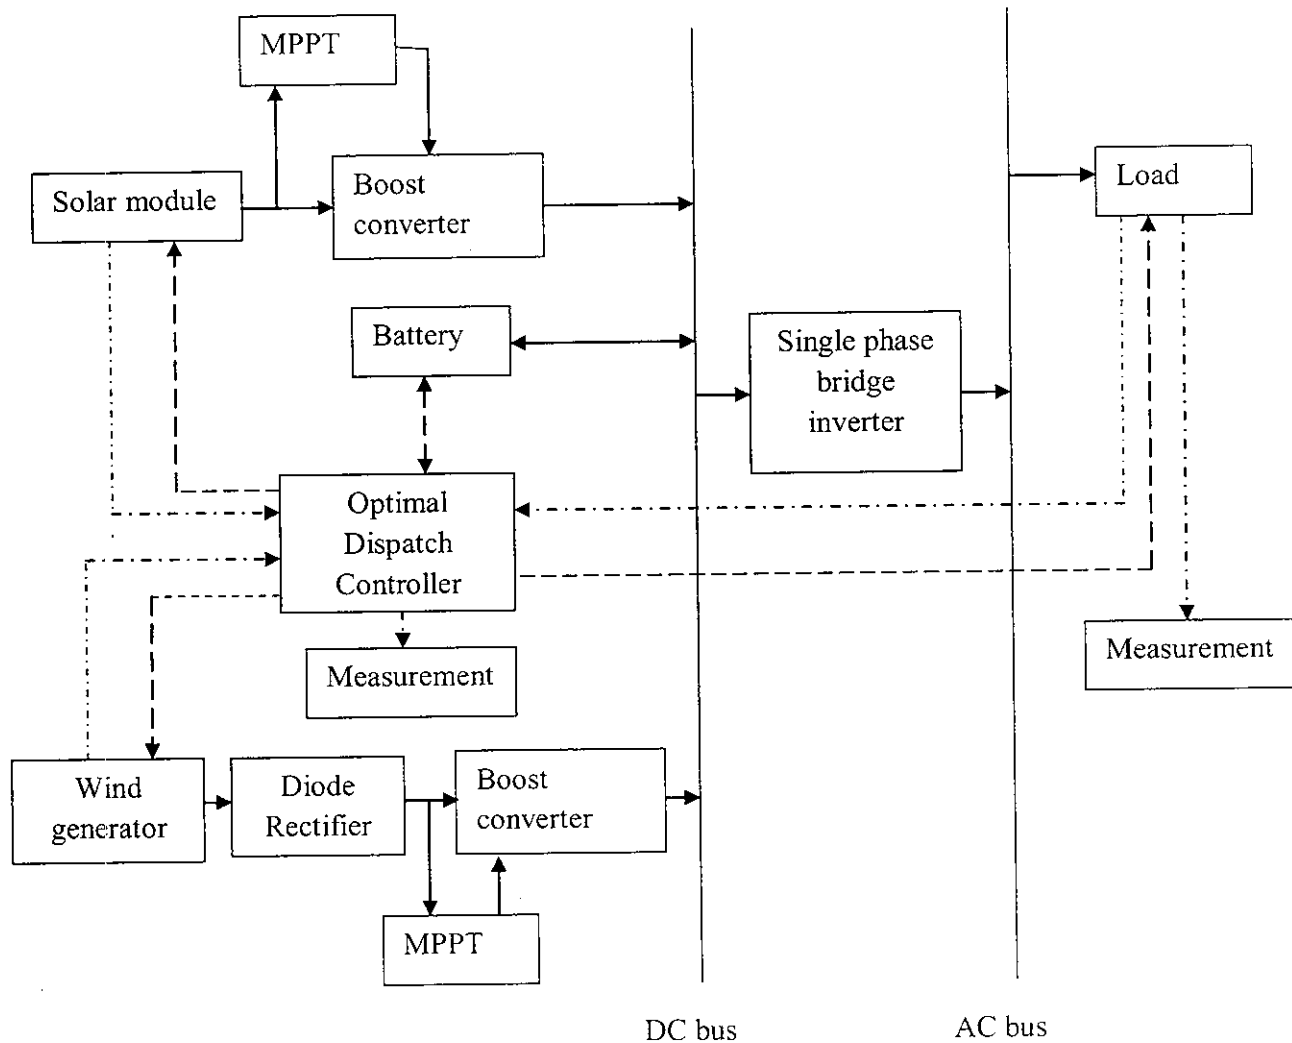 MPPT
Solar module
Boost
converter
Load
Battery
Single phase
bridge
inverter
Optimal
Dispatch
Controller
Measurement
Measurement
Wind
generator
Diode
Rectifier
Boost
converter
MPPT
DC bus
AC bus